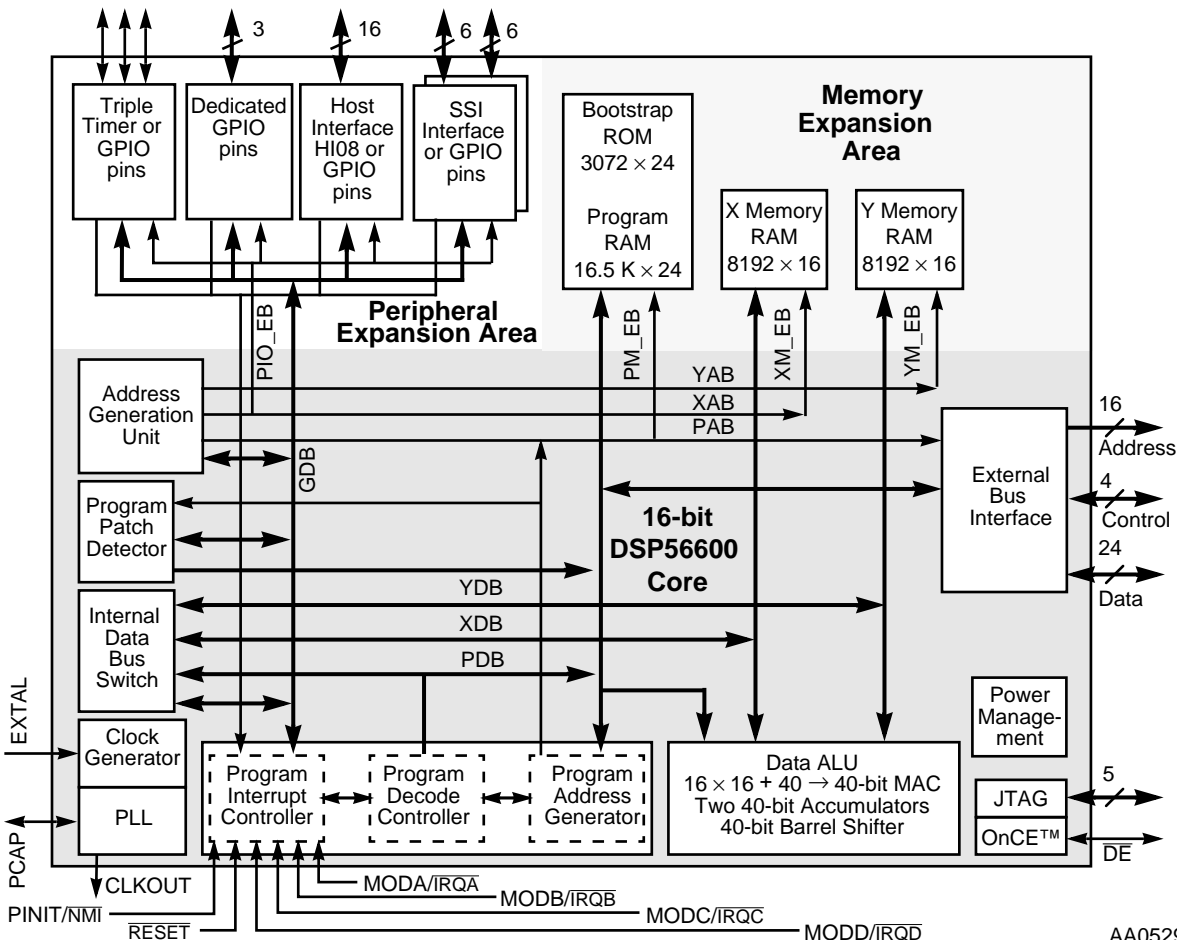 3
16
6
6
Triple
Timer or
GPIO
pins
Dedicated
GPIO
pins
Host
Interface
HI08 or
GPIO
pins
SSI
Interface
or GPIO
pins
Bootstrap
ROM
3072 × 24
Program
RAM
16.5 K × 24
Memory
Expansion
Area
X Memory
RAM
8192 × 16
Y Memory
RAM
8192 × 16
Peripheral
Expansion Area
PIO_EB
PM_EB
XM_EB
YM_EB
Address
Generation
Unit
YAB
XAB
PAB
GDB
External
Bus
Interface
16
Address
4
Control
24
Data
Program
Patch
Detector
16-bit
DSP56600
Core
Internal
Data
Bus
Switch
YDB
XDB
PDB
EXTAL
Clock
Generator
PLL
PCAP
CLKOUT
Program
Interrupt
Controller
Program
Decode
Controller
Program
Address
Generator
Data ALU
16 × 16 + 40 → 40-bit MAC
Two 40-bit Accumulators
40-bit Barrel Shifter
Power
Manage-
ment
JTAG
5
OnCE™
DE
MODA/IRQA
MODB/IRQB
PINIT/NMI
MODC/IRQC
RESET
MODD/IRQD
AA0529